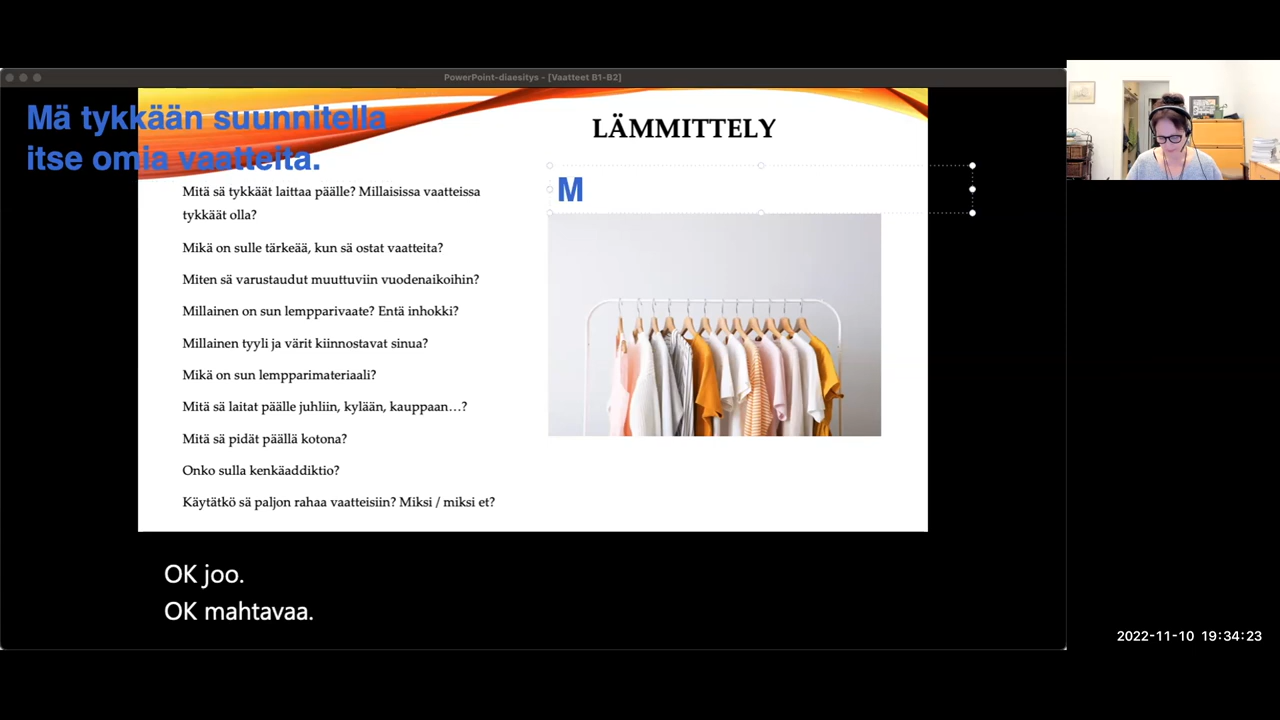 PowerPoint-diaesitys - [Vaatteet B1-B2]
Mä tykkään suunnitella
itse omia vaatteita.
LÄMMITTELY
M
Mitä sä tykkäät laittaa päälle? Millaisissa vaatteissa
tykkäät olla?
Mikä on sulle tärkeää, kun sä ostat vaatteita?
Miten sä varustaudut muuttuviin vuodenaikoihin?
Millainen on sun lempparivaate? Entä inhokki?
Millainen tyyli ja värit kiinnostavat sinua?
Mikä on sun lempparimateriaali?
Mitä sä laitat päälle juhliin, kylään, kauppaan…?
Mitä sä pidät päällä kotona?
Onko sulla kenkäaddiktio?
Käytätkö sä paljon rahaa vaatteisiin? Miksi / miksi et?
OK joo.
OK mahtavaa.
2022-11-10 19:34:23